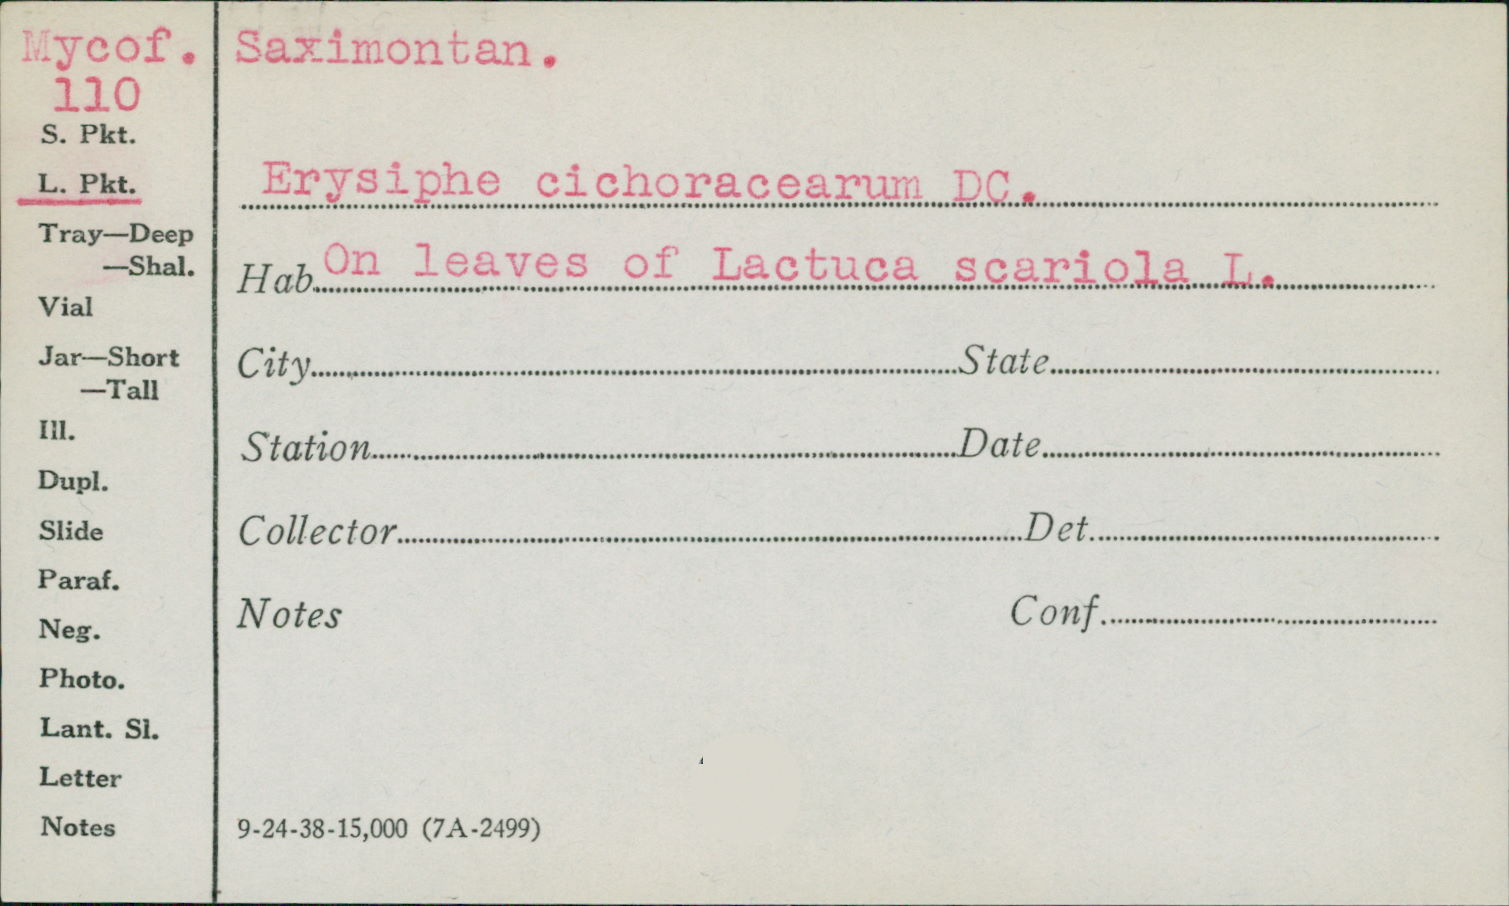 Mycof. Saximontan.
110
S. Pkt.
L. Pkt.
Erysiphe cichoracearum DC.
Tray—Deep
—Shal.
Hab. On leaves of Lactuca scariola L.
Vial
Jar—Short
—Tall
City State
Ill.
Station Date
Dupl.
Slide
Collector Det.
Paraf.
Neg.
Notes Conf.
Photo.
Lant. Sl.
Letter
Notes
9-24-38-15,000 (7A-2499)